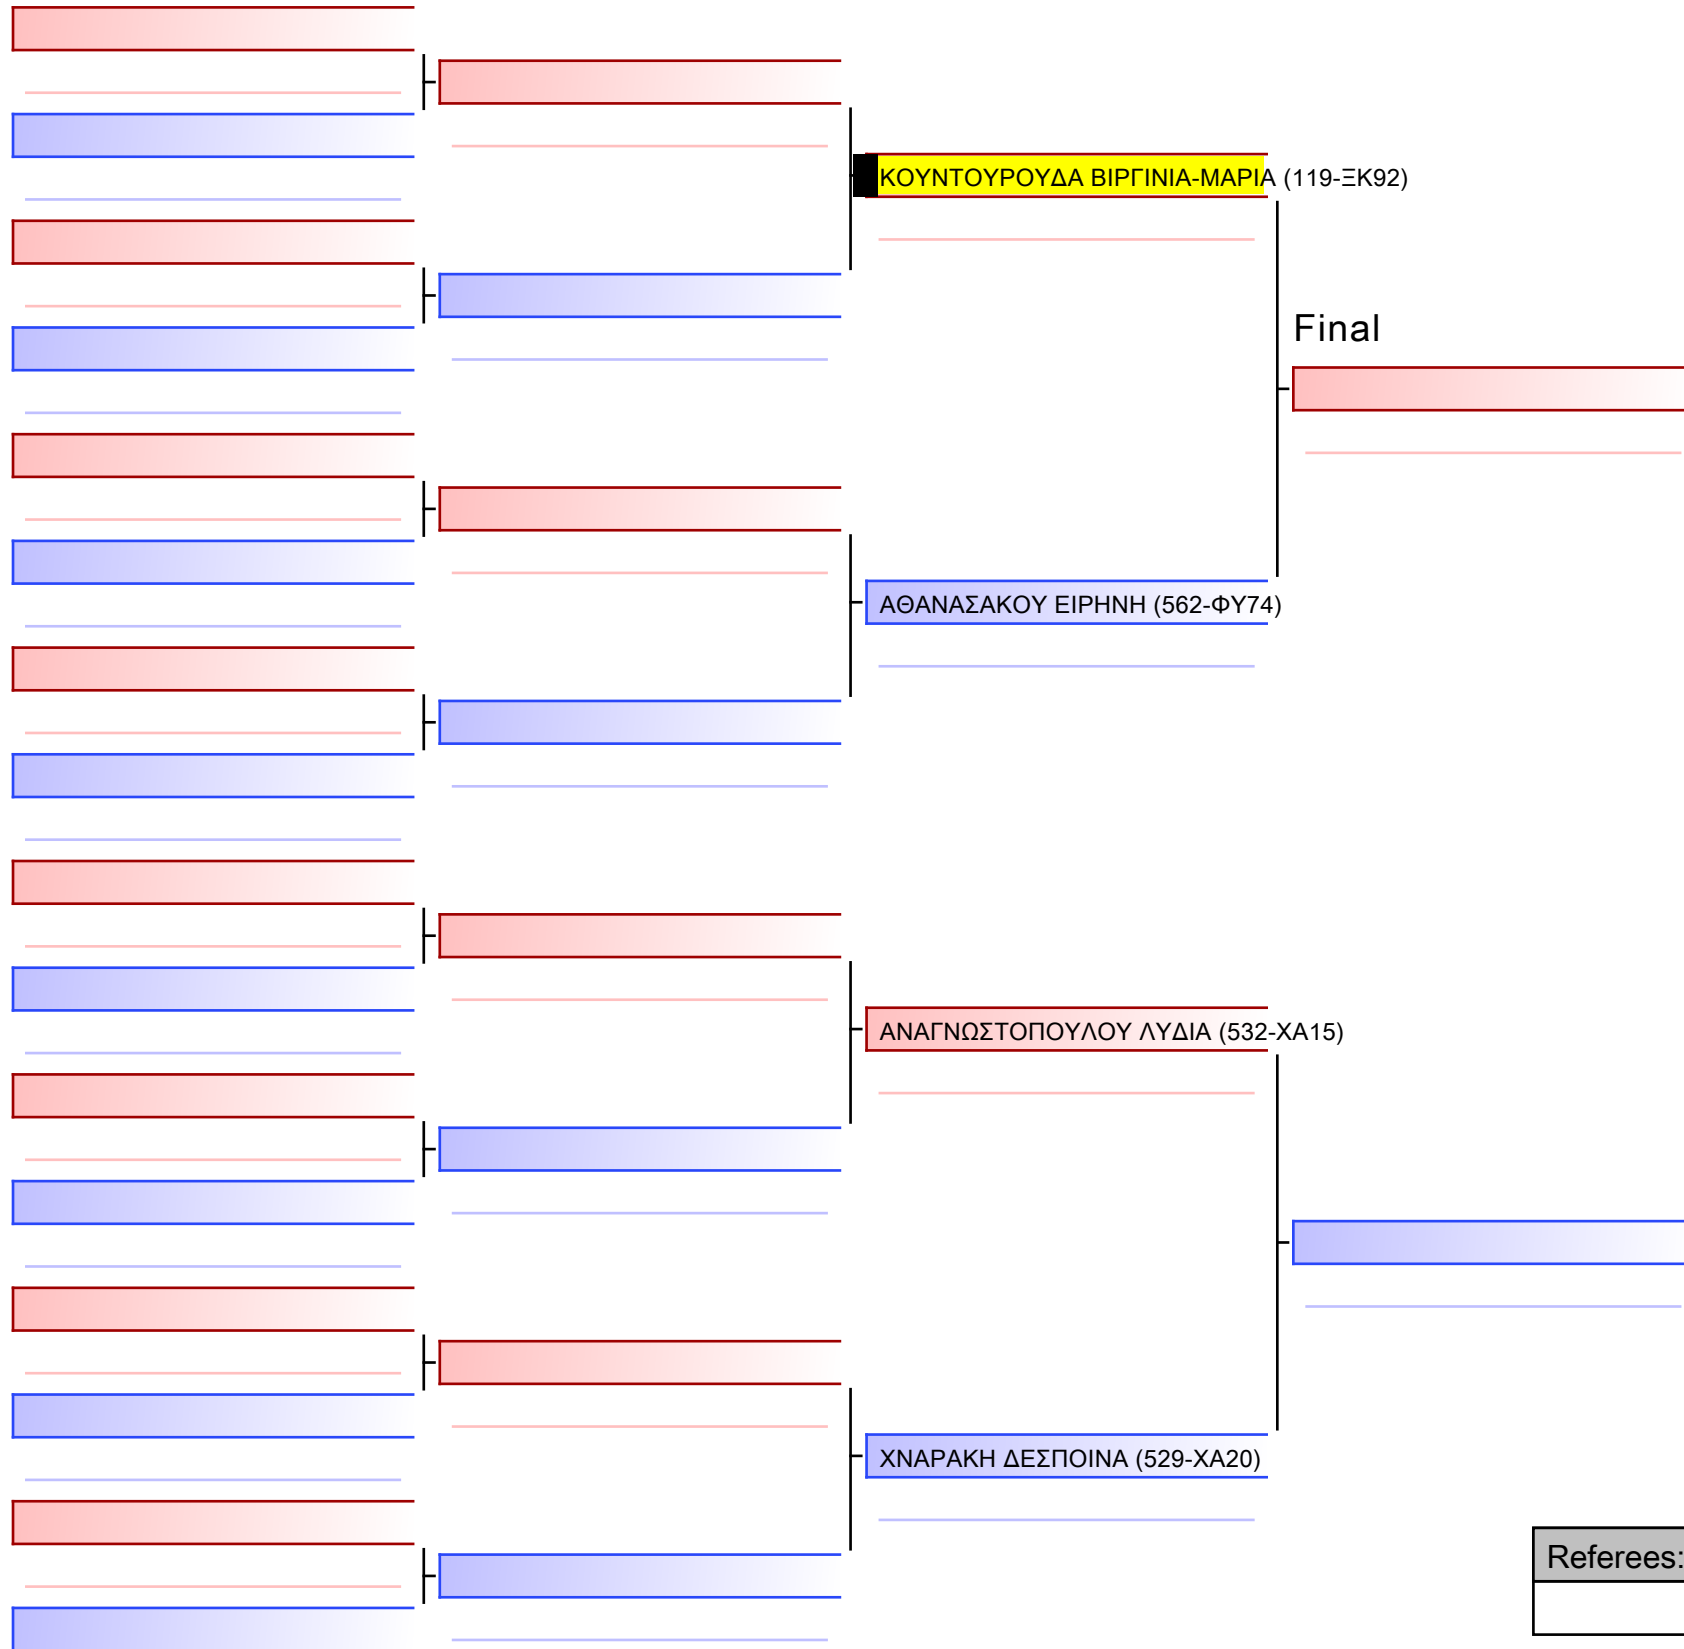 ΚΟΥΝΤΟΥΡΟΥΔΑ ΒΙΡΓΙΝΙΑ-ΜΑΡΙΑ (119-ΞΚ92)
Final
ΑΘΑΝΑΣΑΚΟΥ ΕΙΡΗΝΗ (562-ΦΥ74)
ΑΝΑΓΝΩΣΤΟΠΟΥΛΟΥ ΛΥΔΙΑ (532-ΧΑ15)
ΧΝΑΡΑΚΗ ΔΕΣΠΟΙΝΑ (529-ΧΑ20)
Referees: